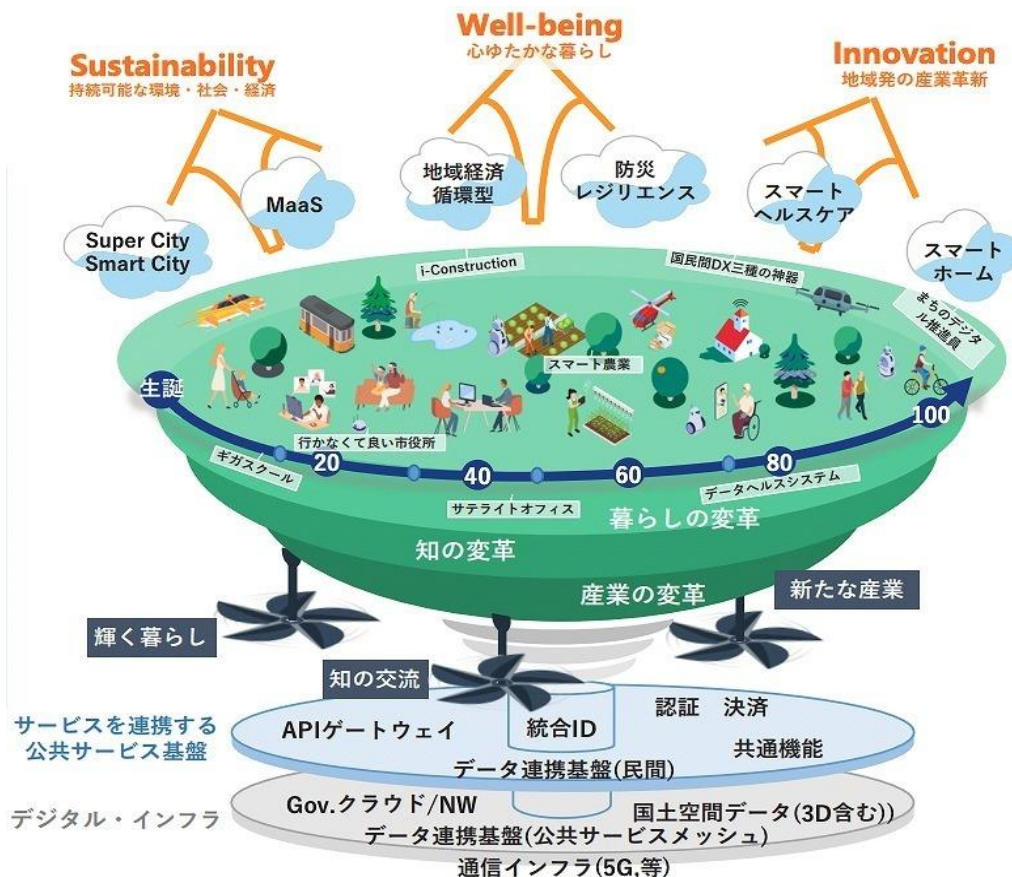 Well-being
心ゆたかな暮らし
Sustainability
持続可能な環境・社会・経済
Innovation
地域発の産業革新
Super City
Smart City
MaaS
地域経済
循環型
防災
レジリエンス
スマート
ヘルスケア
スマート
ホーム
i-Construction
国民間DX三種の神器
まちのデジタ
ル推進員
スマート農業
生誕
行かなくて良い市役所
ギガスクール
20
40
60
80
100
サテライトオフィス
データヘルスシステム
暮らしの変革
知の変革
産業の変革
新たな産業
輝く暮らし
知の交流
サービスを連携する
公共サービス基盤
APIゲートウェイ
統合ID
認証 決済
共通機能
データ連携基盤(民間)
デジタル・インフラ
Gov.クラウド/NW
国土空間データ(3D含む))
データ連携基盤(公共サービスメッシュ)
通信インフラ(5G,等)